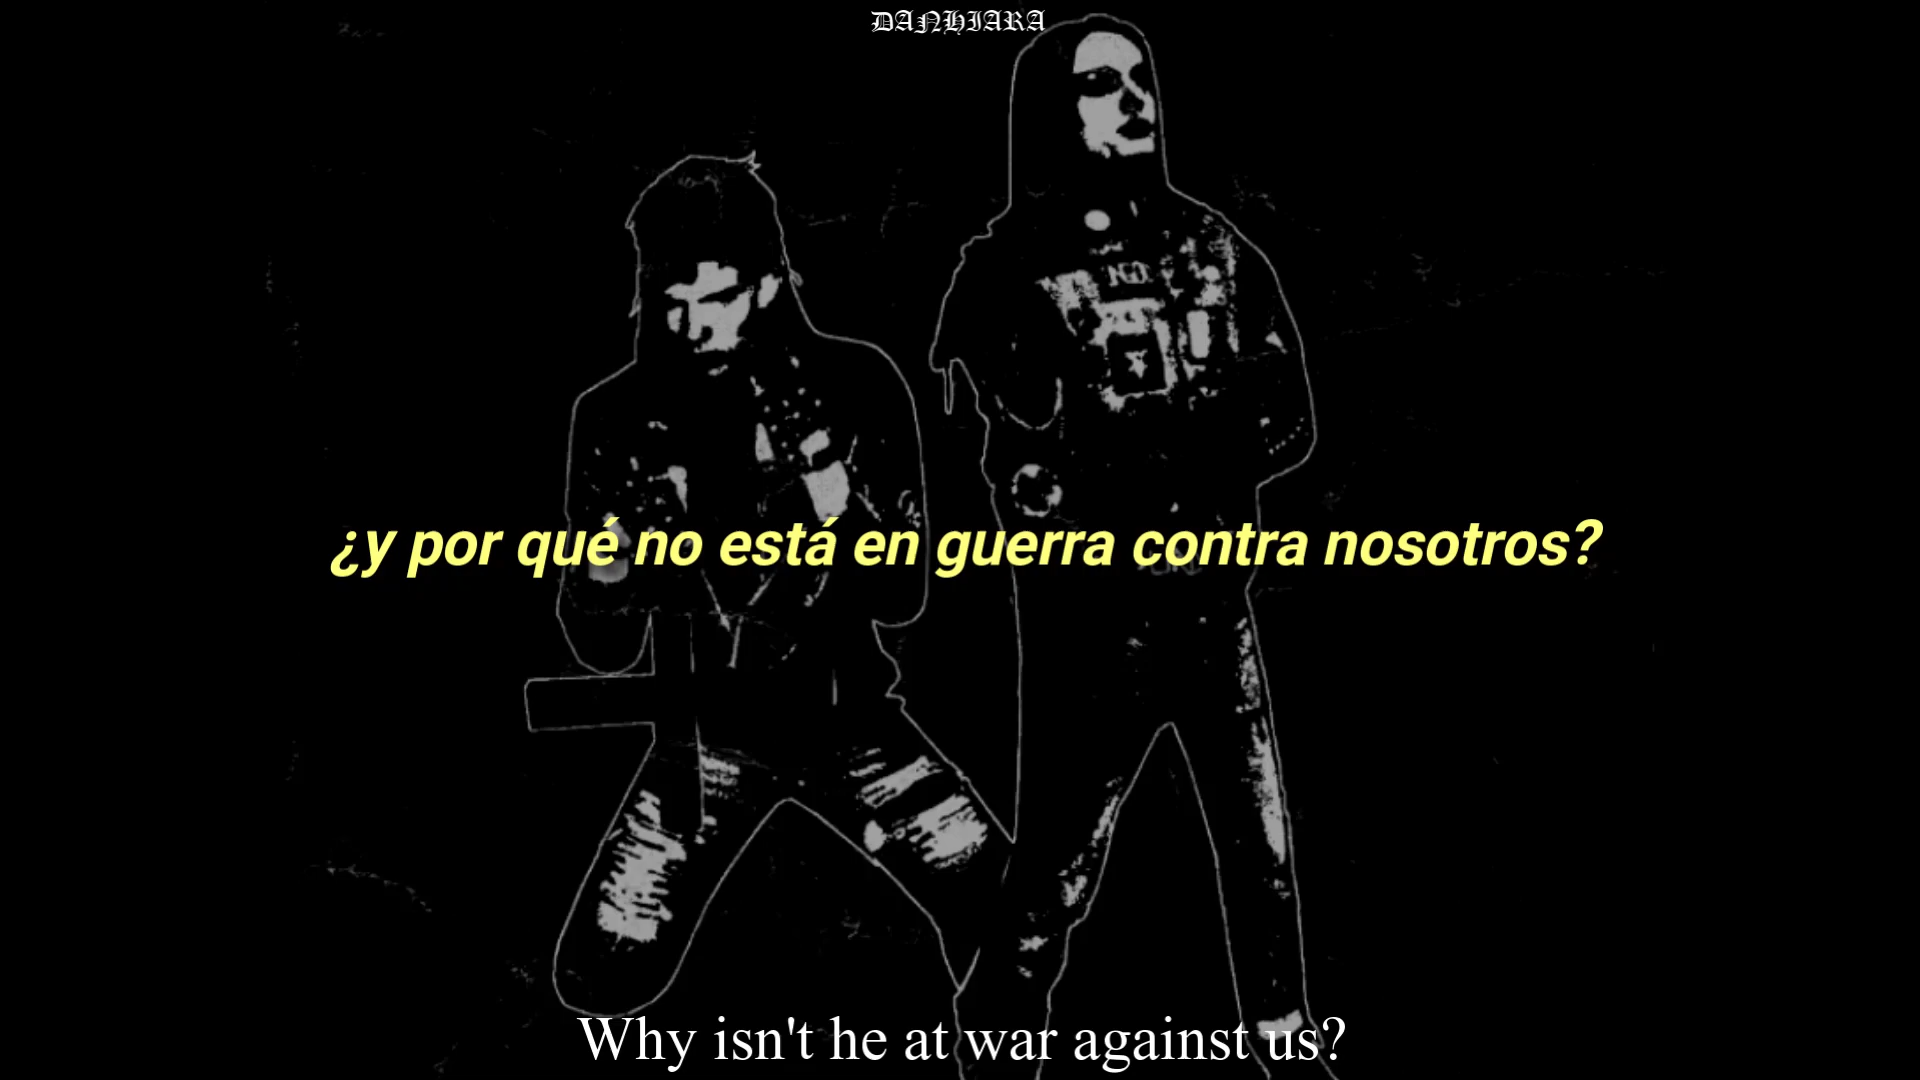 DANHIARA
¿y por qué no está en guerra contra nosotros?
Why isn't he at war against us?